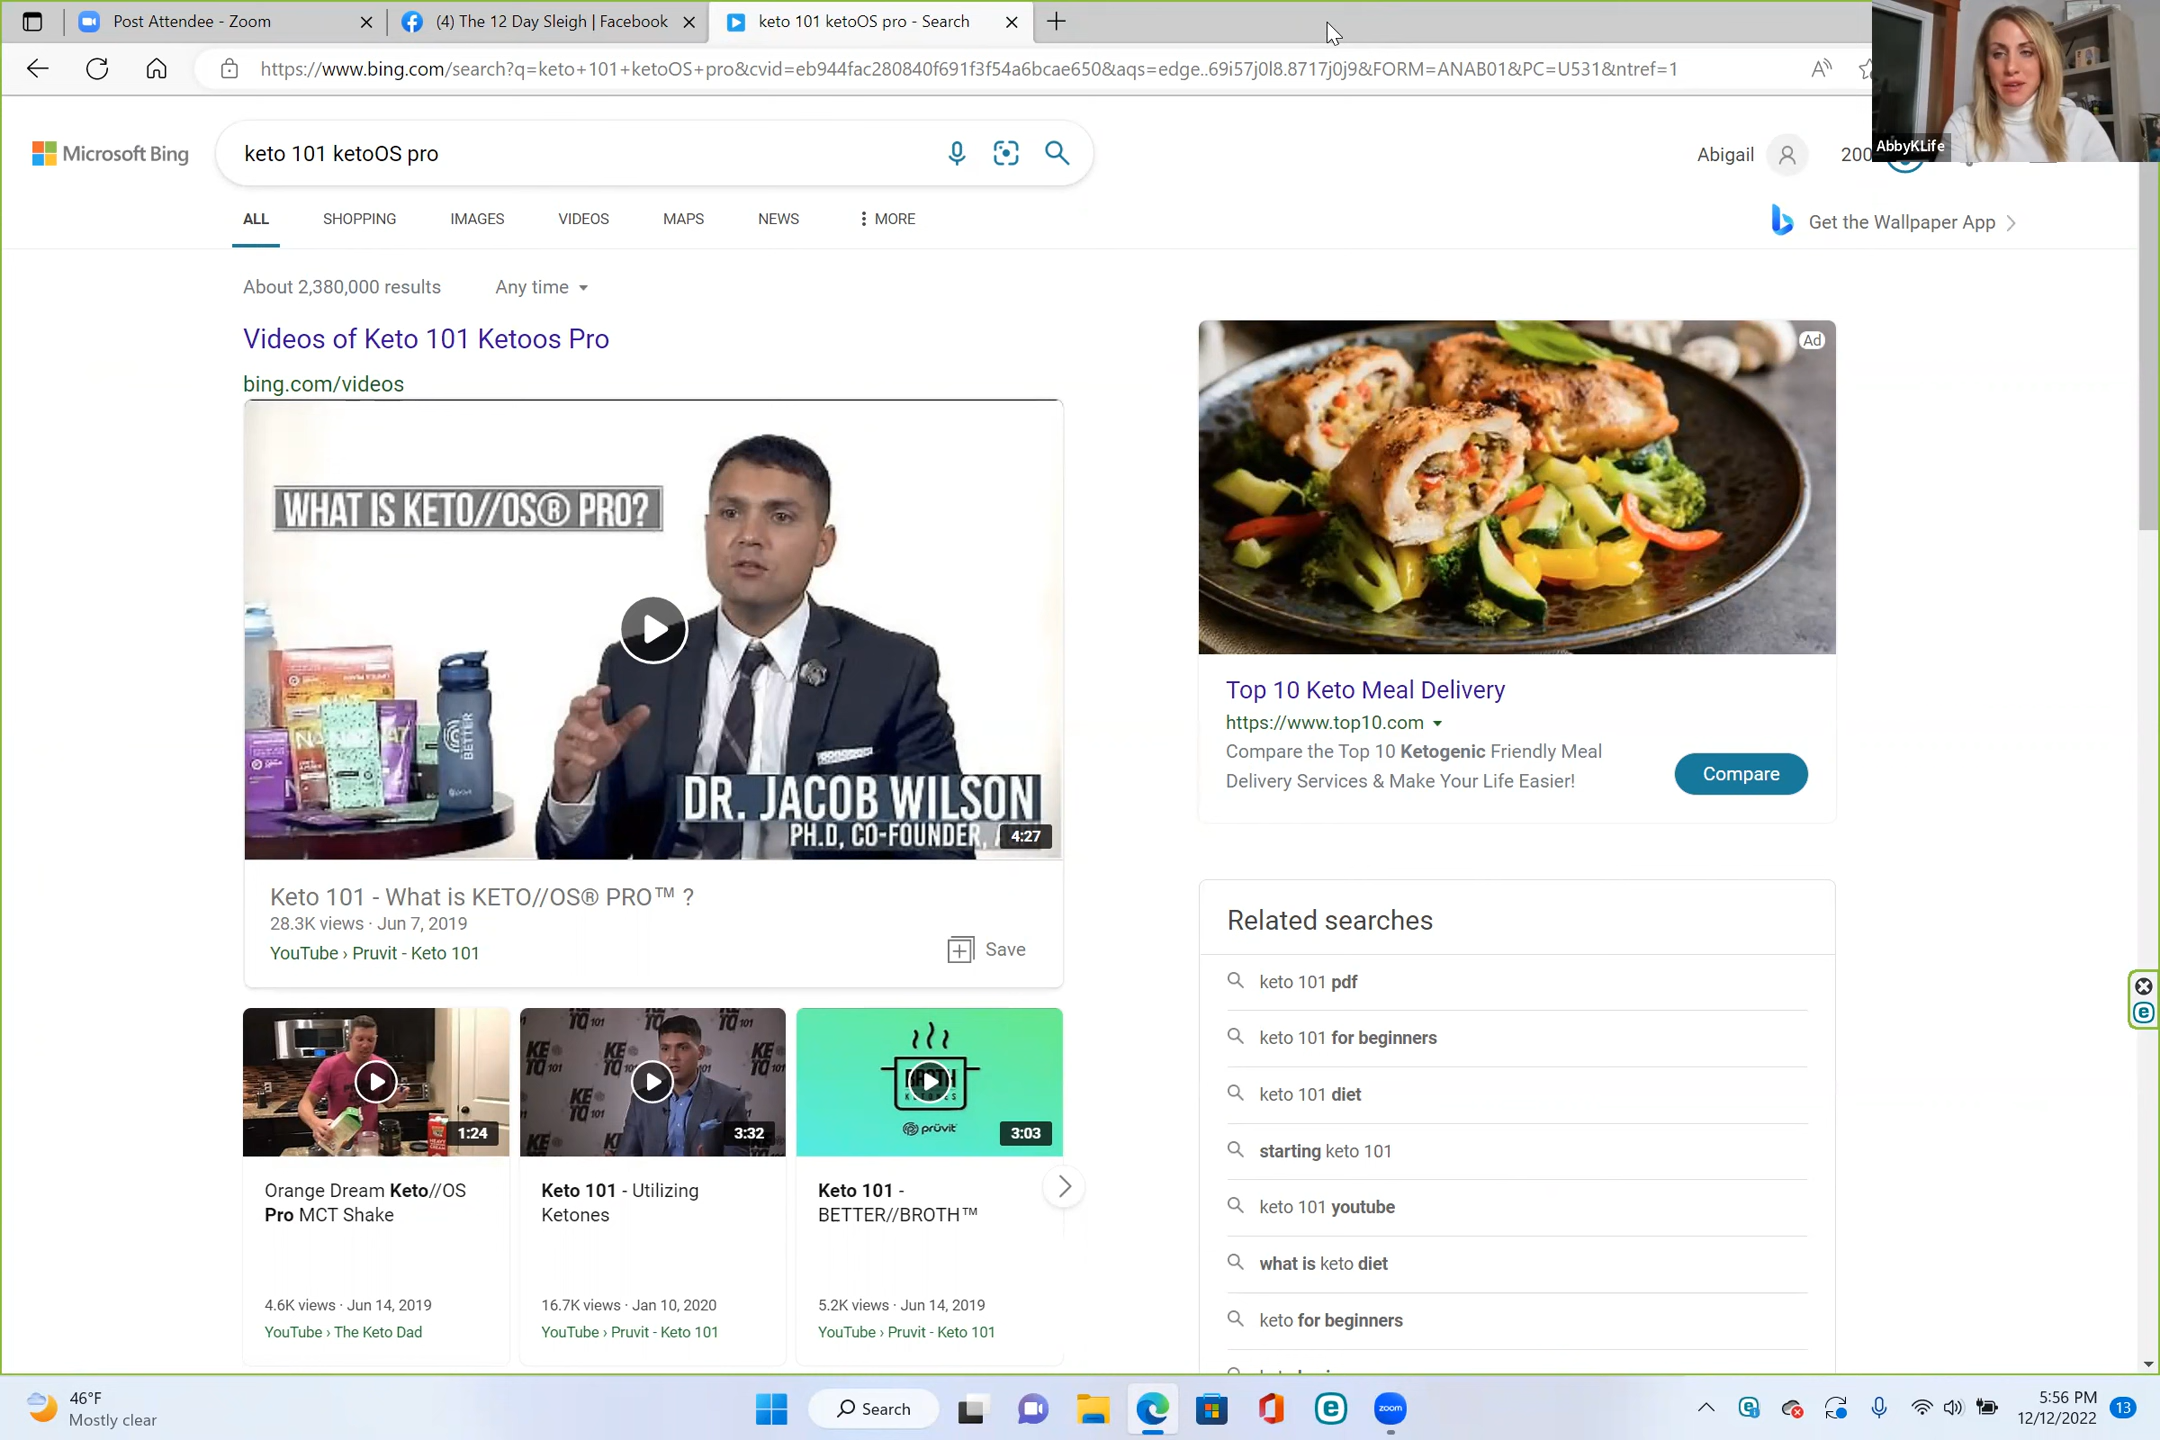 Post Attendee - Zoom
(4) The 12 Day Sleigh | Facebook
keto 101 ketoOS pro - Search
https://www.bing.com/search?q=keto+101+ketoOS+pro&cvid=eb944fac280840f691f3f54a6bcae650&aqs=edge..69i57j0l8.8717j0j9&FORM=ANAB01&PC=U531&ntref=1
AbbyKLife
Microsoft Bing
keto 101 ketoOS pro
Abigail
200
ALL
SHOPPING
IMAGES
VIDEOS
MAPS
NEWS
MORE
Get the Wallpaper App
About 2,380,000 results
Any time
Videos of Keto 101 Ketoos Pro
bing.com/videos
WHAT IS KETO//OS® PRO?
BETTER
DR. JACOB WILSON
PH.D, CO-FOUNDER,
4:27
Keto 101 - What is KETO//OS® PRO™ ?
28.3K views · Jun 7, 2019
YouTube › Pruvit - Keto 101
Save
1:24
Orange Dream Keto//OS
Pro MCT Shake
4.6K views · Jun 14, 2019
YouTube › The Keto Dad
KETO 101
3:32
Keto 101 - Utilizing
Ketones
16.7K views · Jan 10, 2020
YouTube › Pruvit - Keto 101
BROTH
KETONES
prüvit
3:03
Keto 101 -
BETTER//BROTH™
5.2K views · Jun 14, 2019
YouTube › Pruvit - Keto 101
Ad
Top 10 Keto Meal Delivery
https://www.top10.com
Compare the Top 10 Ketogenic Friendly Meal
Delivery Services & Make Your Life Easier!
Compare
Related searches
keto 101 pdf
keto 101 for beginners
keto 101 diet
starting keto 101
keto 101 youtube
what is keto diet
keto for beginners
46°F
Mostly clear
Search
zoom
5:56 PM
12/12/2022
13